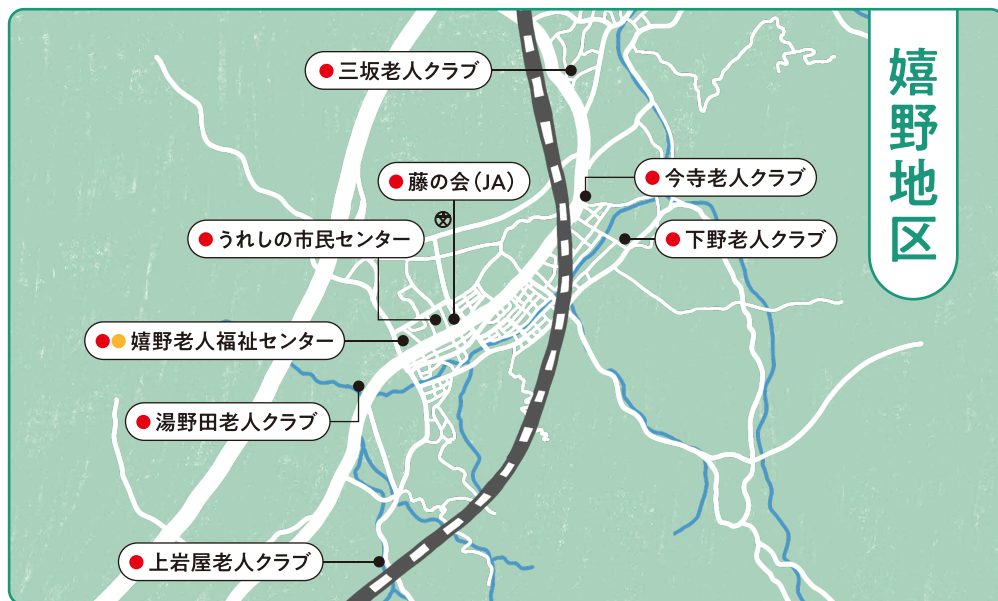 嬉野地区
三坂老人クラブ
藤の会(JA)
今寺老人クラブ
うれしの市民センター
下野老人クラブ
嬉野老人福祉センター
湯野田老人クラブ
上岩屋老人クラブ